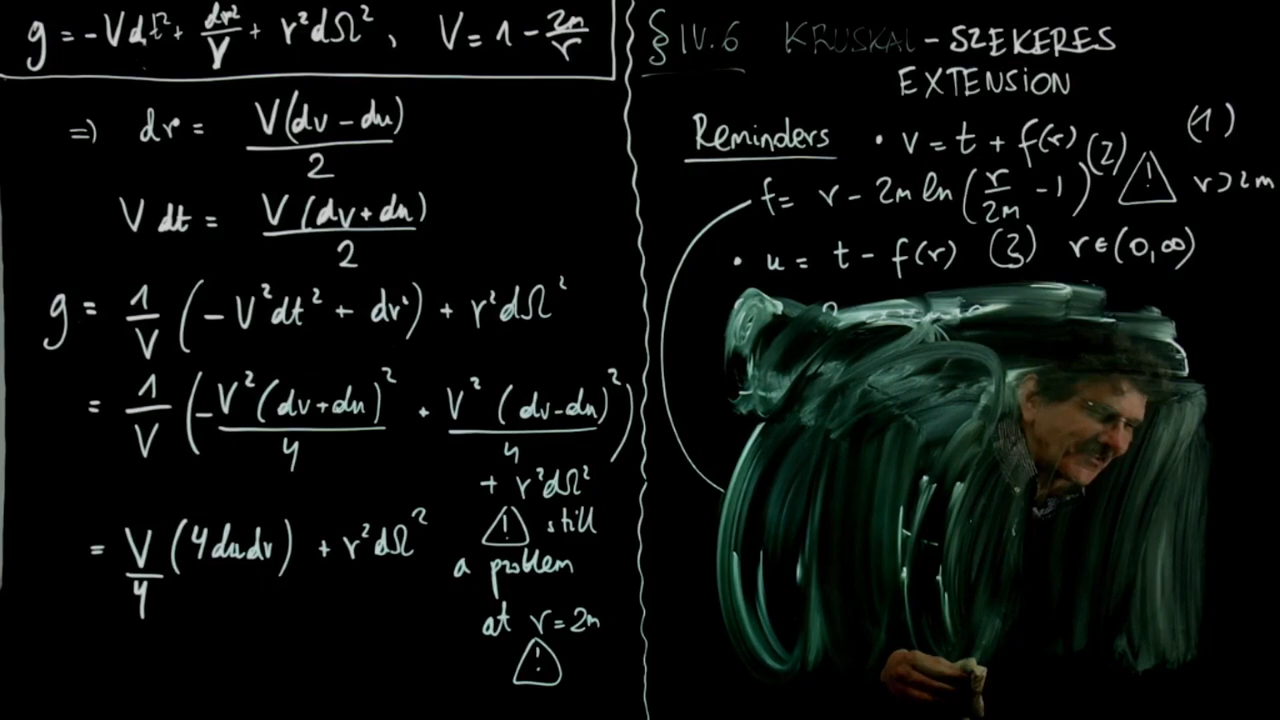 g = -Vdt² + dr²/V + r²dΩ², V = 1 - 2m/r
⇒ dr = V(dv - du)/2
V dt = V(dv + du)/2
g = 1/V (-V²dt² + dr²) + r²dΩ²
= 1/V (-V²(dv+du)²/4 + V²(dv-du)²/4)
+ r²dΩ²
= V/4 (4dudv) + r²dΩ²
! still
a problem
at r = 2m
!
§ IV.6 KRUSKAL-SZEKERES
EXTENSION
Reminders • v = t + f(r) (1)
f = r - 2m ln (r/2m - 1) (2) ! r > 2m
• u = t - f(r) (3) r ∈ (0,∞)